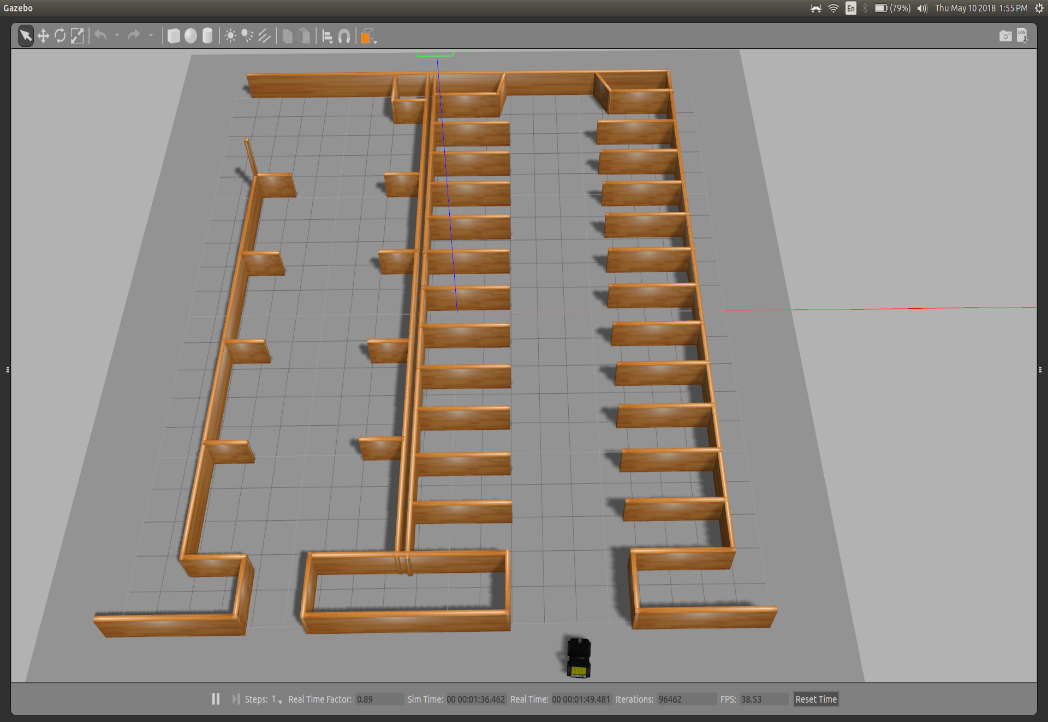 Gazebo
En (79%) Thu May 10 2018 1:55 PM
Steps: 1 Real Time Factor: 0.89 Sim Time: 00 00:01:36.462 Real Time: 00 00:01:49.481 Iterations: 96462 FPS: 38.53 Reset Time